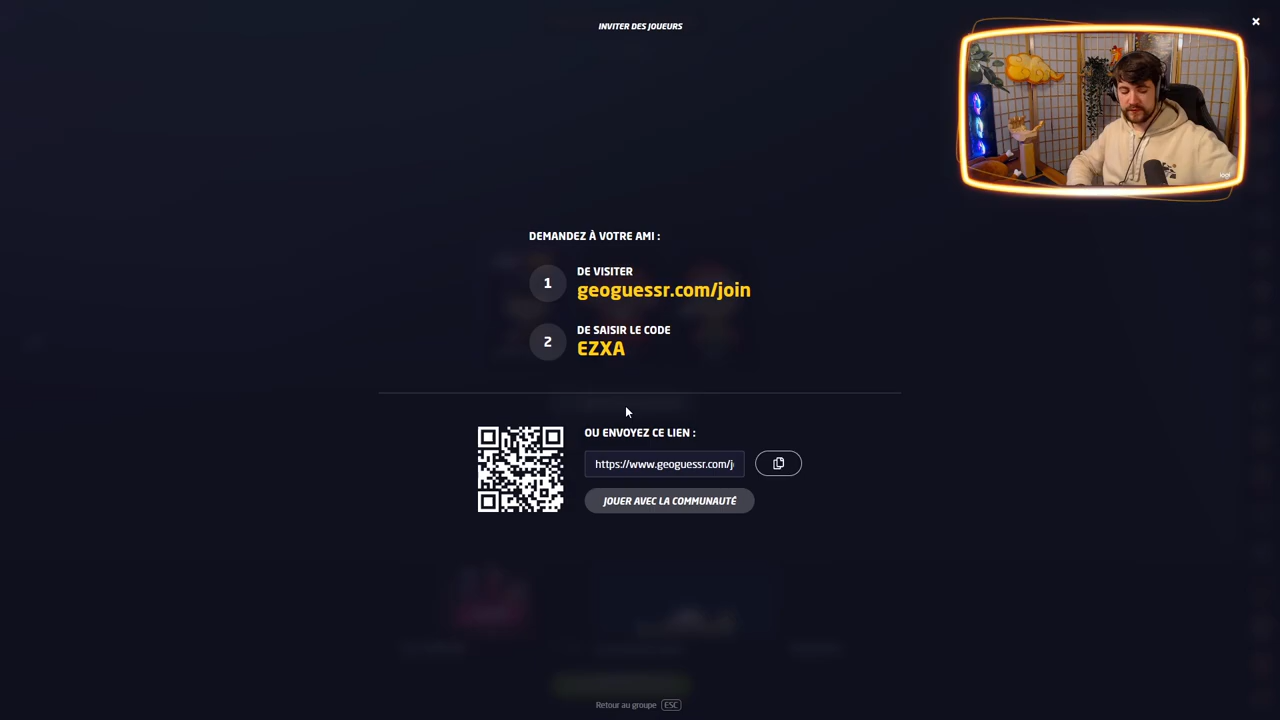 INVITER DES JOUEURS
DEMANDEZ À VOTRE AMI :
1
DE VISITER
geoguessr.com/join
2
DE SAISIR LE CODE
EZXA
OU ENVOYEZ CE LIEN :
https://www.geoguessr.com/j
JOUER AVEC LA COMMUNAUTÉ
Retour au groupe ESC